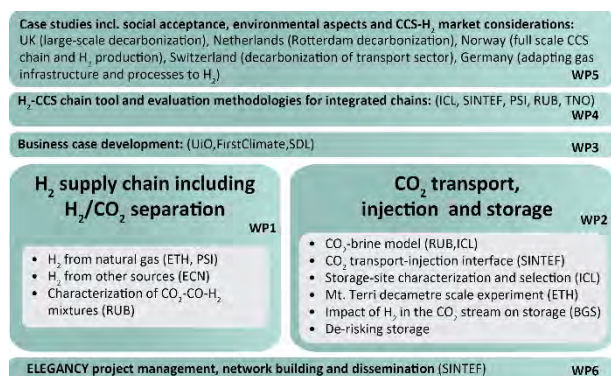 Case studies incl. social acceptance, environmental aspects and CCS-H₂ market considerations:
UK (large-scale decarbonization), Netherlands (Rotterdam decarbonization), Norway (full scale CCS
chain and H₂ production), Switzerland (decarbonization of transport sector), Germany (adapting gas
infrastructure and processes to H₂)
WP5
H₂-CCS chain tool and evaluation methodologies for integrated chains: (ICL, SINTEF, PSI, RUB, TNO)
WP4
Business case development: (UiO,FirstClimate,SDL)
WP3
H₂ supply chain including
H₂/CO₂ separation
WP1
• H₂ from natural gas (ETH, PSI)
• H₂ from other sources (ECN)
• Characterization of CO₂-CO-H₂
mixtures (RUB)
CO₂ transport,
injection and storage
WP2
• CO₂-brine model (RUB,ICL)
• CO₂ transport-injection interface (SINTEF)
• Storage-site characterization and selection (ICL)
• Mt. Terri decametre scale experiment (ETH)
• Impact of H₂ in the CO₂ stream on storage (BGS)
• De-risking storage
ELEGANCY project management, network building and dissemination (SINTEF)
WP6